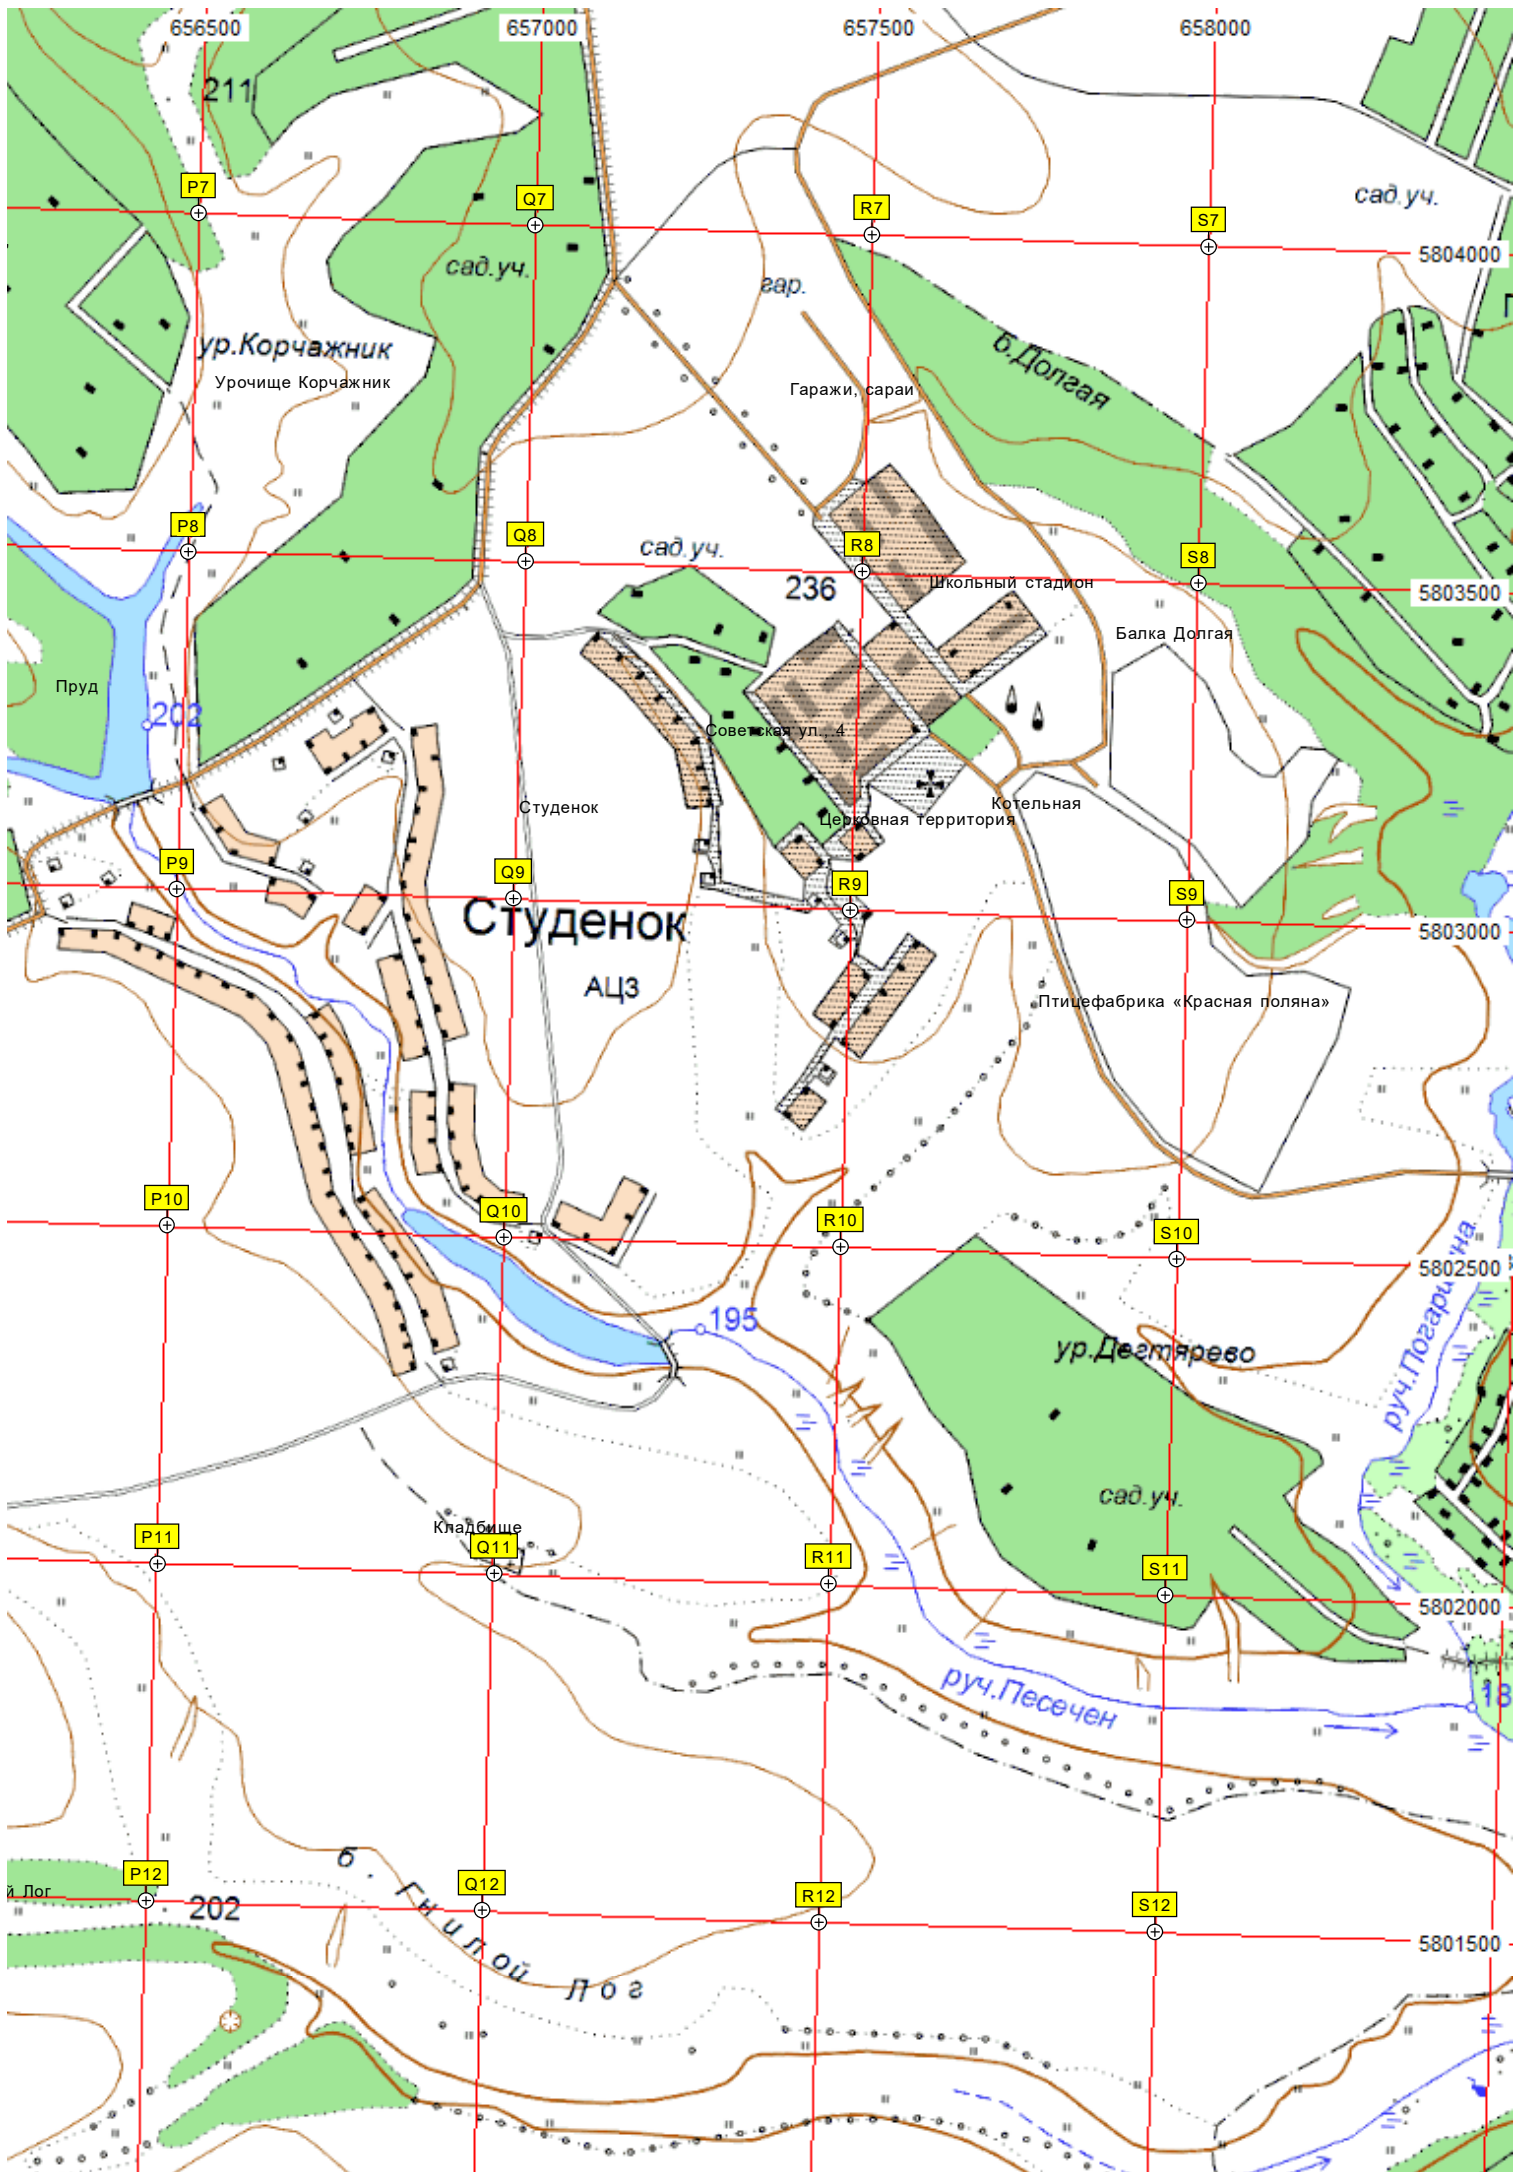 656500 657000 657500 658000
211
P7 Q7 R7 S7
сад.уч.
5804000
сад.уч.
гар.
ур.Корчажник
б.Долгая
Урочище Корчажник
Гаражи, сараи
P8 Q8 R8 S8
сад.уч.
236
Школьный стадион
5803500
Балка Долгая
Пруд
202
Советская ул., 4
Студенок
Котельная
Церковная территория
P9 Q9 R9 S9
Студенок
5803000
АЦЗ
Птицефабрика «Красная поляна»
P10 Q10 R10 S10
5802500
195
ур.Дегтярево
сад.уч.
Кладбище
P11 Q11 R11 S11
5802000
руч.Песочен
18
б. Гнилой Лог
P12 Q12 R12 S12
й Лог
202
5801500